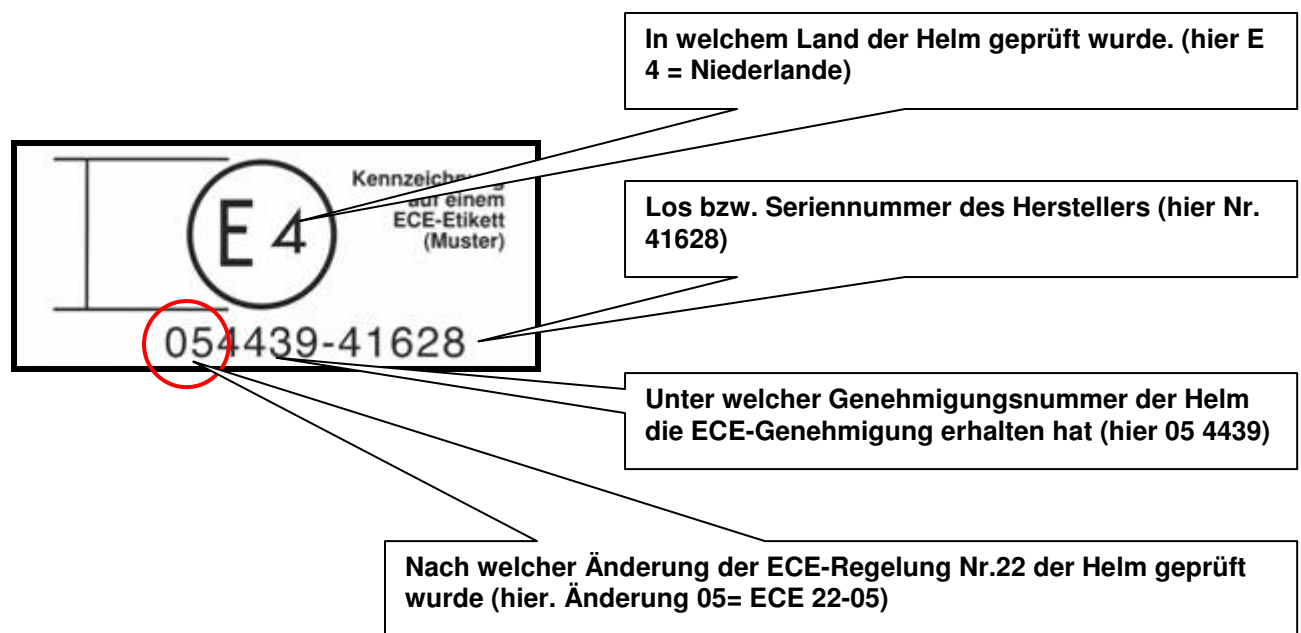 In welchem Land der Helm geprüft wurde. (hier E
4 = Niederlande)
Kennzeichnung
auf einem
ECE-Etikett
(Muster)
E 4
Los bzw. Seriennummer des Herstellers (hier Nr.
41628)
054439-41628
Unter welcher Genehmigungsnummer der Helm
die ECE-Genehmigung erhalten hat (hier 05 4439)
Nach welcher Änderung der ECE-Regelung Nr.22 der Helm geprüft
wurde (hier. Änderung 05= ECE 22-05)